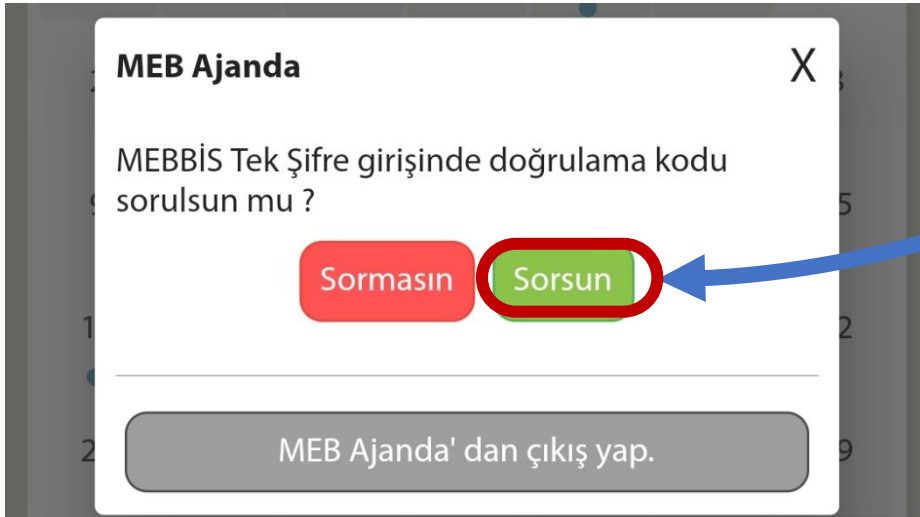 MEB Ajanda X
MEBBİS Tek Şifre girişinde doğrulama kodu
sorulsun mu ?
Sormasın Sorsun
MEB Ajanda' dan çıkış yap.